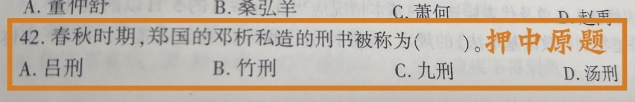 A. 董仲舒 B. 桑弘羊 C. 萧何 D. 赵禹
42. 春秋时期,郑国的邓析私造的刑书被称为( )。押中原题
A. 吕刑 B. 竹刑 C. 九刑 D. 汤刑